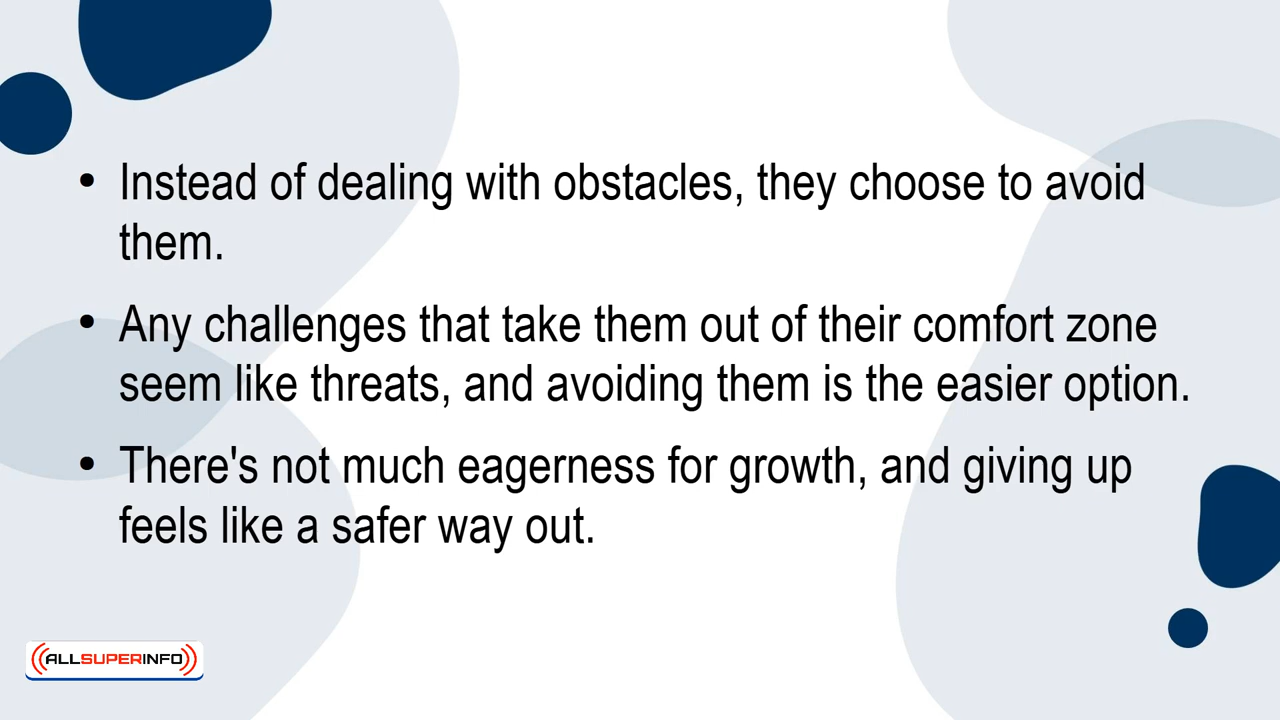 • Instead of dealing with obstacles, they choose to avoid
them.
• Any challenges that take them out of their comfort zone
seem like threats, and avoiding them is the easier option.
• There's not much eagerness for growth, and giving up
feels like a safer way out.
ALLSUPERINFO